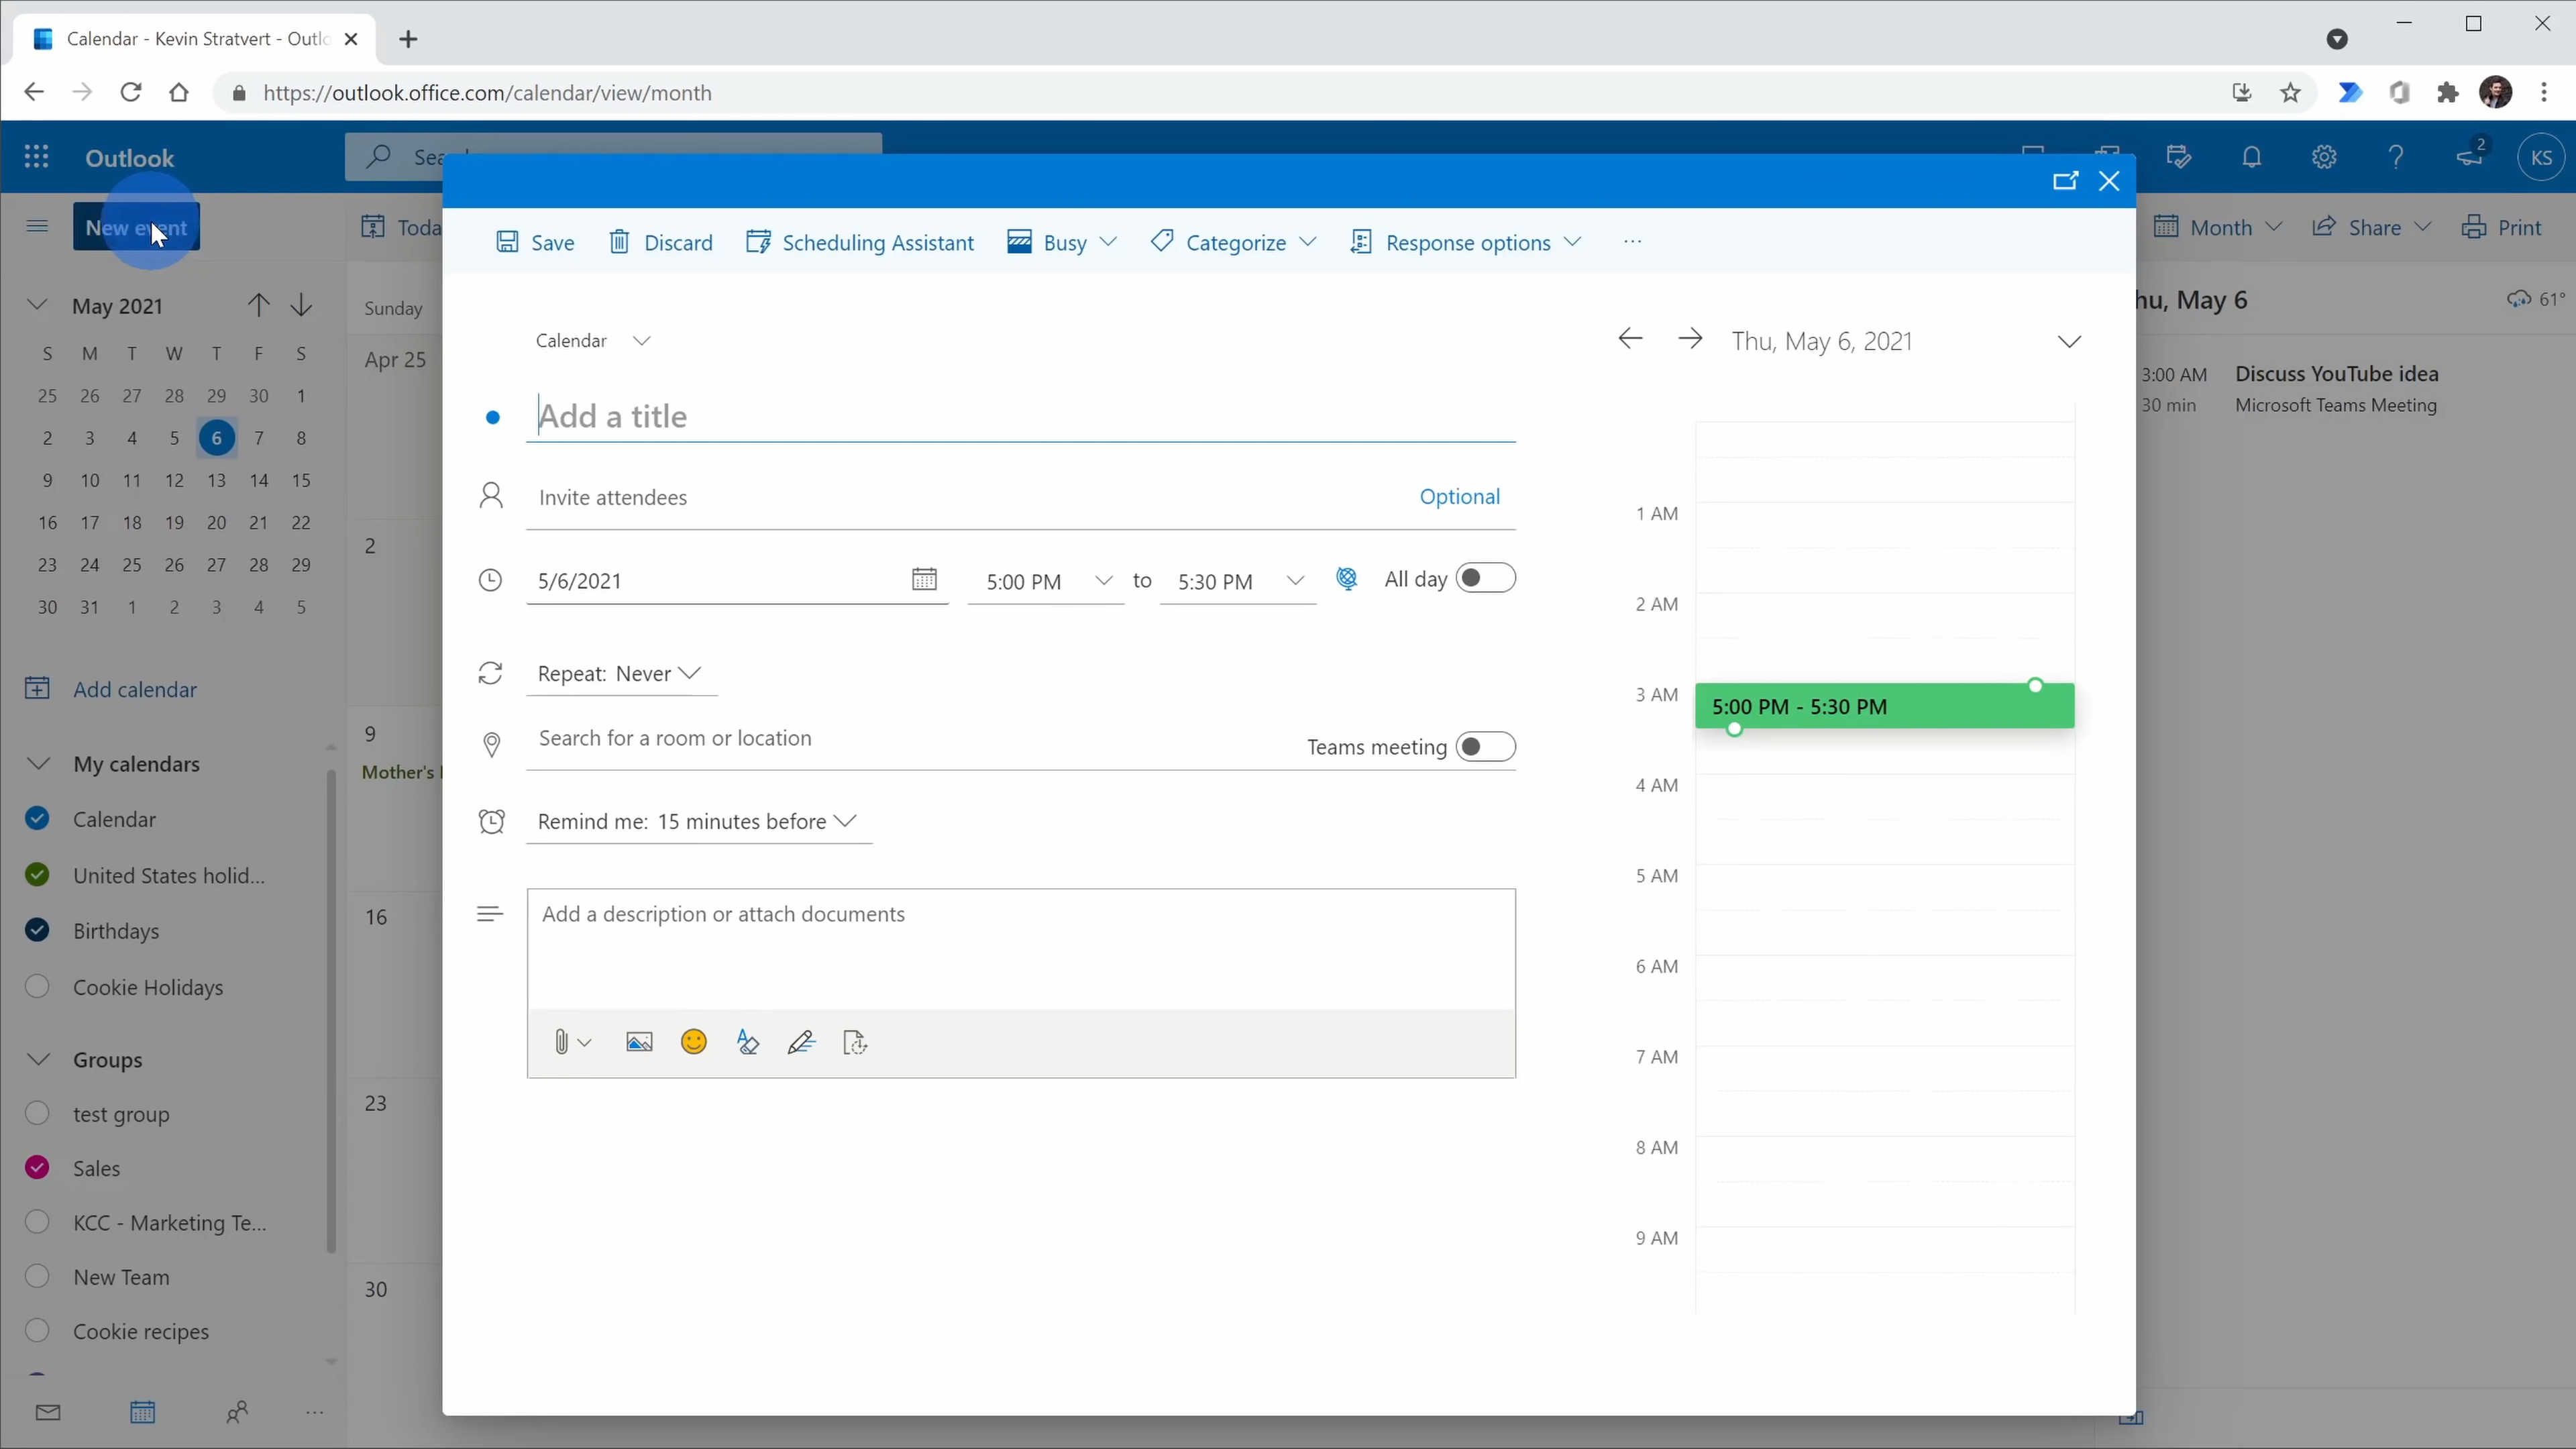 Calendar - Kevin Stratvert - Outlo
https://outlook.office.com/calendar/view/month
Outlook
2
KS
New event
Toda
Month
Share
Print
Save
Discard
Scheduling Assistant
Busy
Categorize
Response options
May 2021
S M T W T F S
25 26 27 28 29 30 1
2 3 4 5 6 7 8
9 10 11 12 13 14 15
16 17 18 19 20 21 22
23 24 25 26 27 28 29
30 31 1 2 3 4 5
Add calendar
My calendars
Calendar
United States holid...
Birthdays
Cookie Holidays
Groups
test group
Sales
KCC - Marketing Te...
New Team
Cookie recipes
Sunday
Apr 25
2
9
Mother's
16
23
30
Calendar
Add a title
Invite attendees
Optional
5/6/2021
5:00 PM to 5:30 PM
All day
Repeat: Never
Search for a room or location
Teams meeting
Remind me: 15 minutes before
Add a description or attach documents
Thu, May 6, 2021
1 AM
2 AM
3 AM
5:00 PM - 5:30 PM
4 AM
5 AM
6 AM
7 AM
8 AM
9 AM
hu, May 6
61°
3:00 AM Discuss YouTube idea
30 min Microsoft Teams Meeting